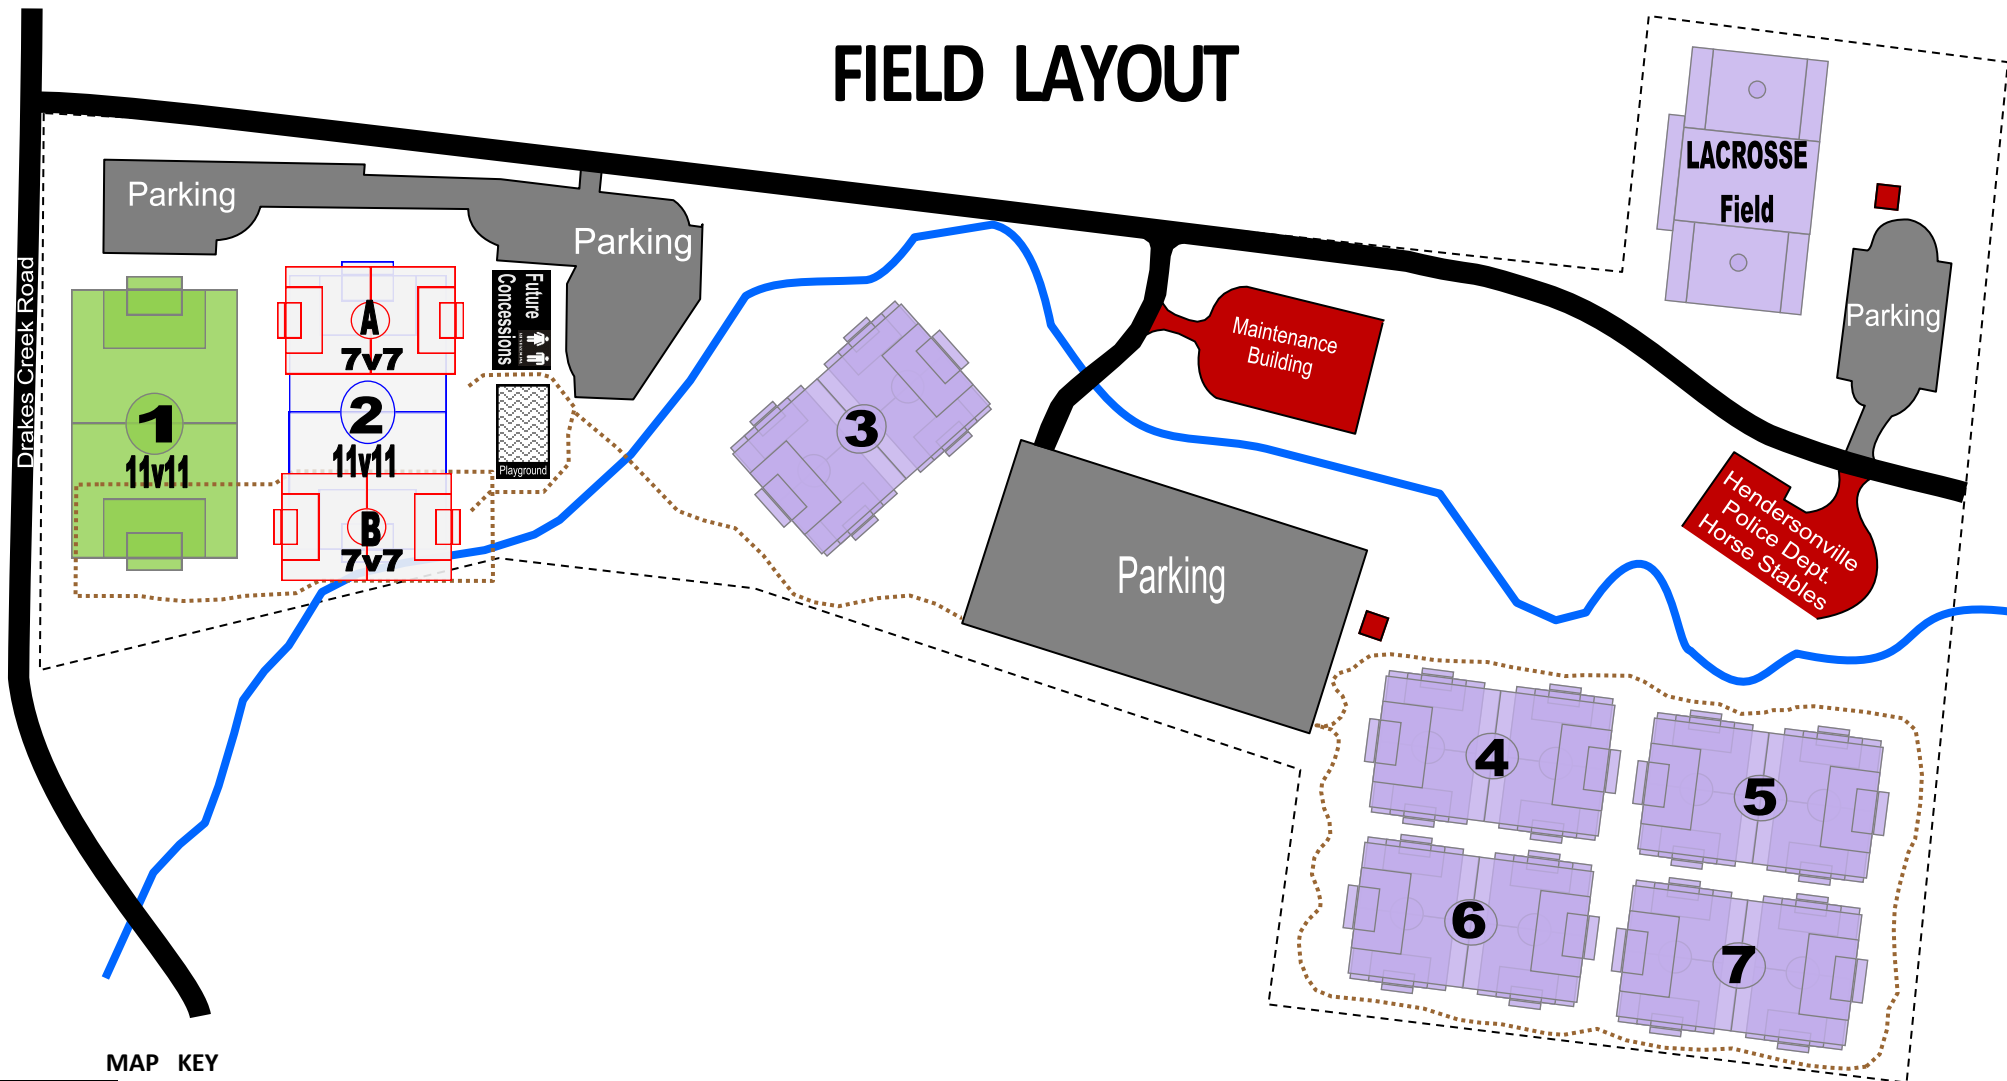 FIELD LAYOUT
Drakes Creek Road
Parking
Parking
1
11v11
A
7v7
2
11v11
B
7v7
Future
Concessions
Playground
3
Parking
Maintenance
Building
LACROSSE
Field
Parking
Hendersonville
Police Dept.
Horse Stables
4
5
6
7
MAP KEY